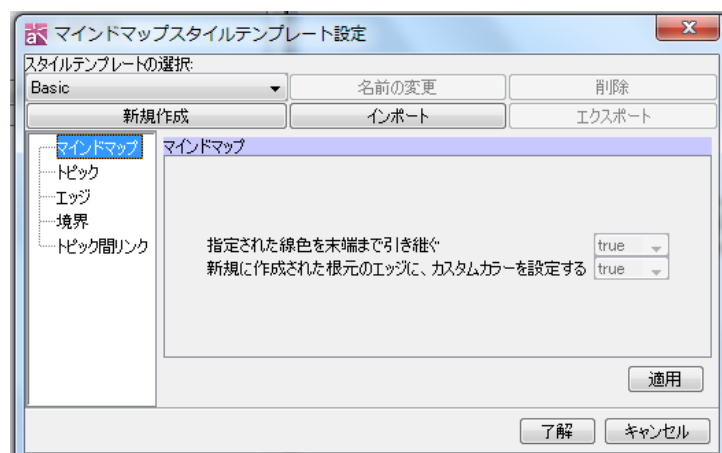 マインドマップスタイルテンプレート設定
スタイルテンプレートの選択:
Basic 名前の変更 削除
新規作成 インポート エクスポート
マインドマップ マインドマップ
トピック
エッジ
境界
トピック間リンク
指定された線色を末端まで引き継ぐ true
新規に作成された根元のエッジに、カスタムカラーを設定する true
適用
了解 キャンセル